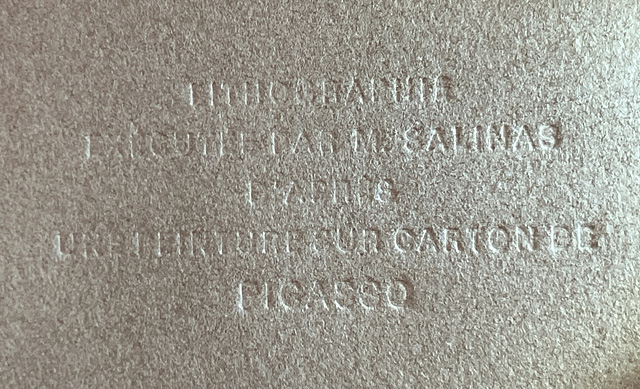 LITHOGRAPHIE
EXECUTEE PAR M. SALINAS
D'APRES
UNE PEINTURE SUR CARTON DE
PICASSO